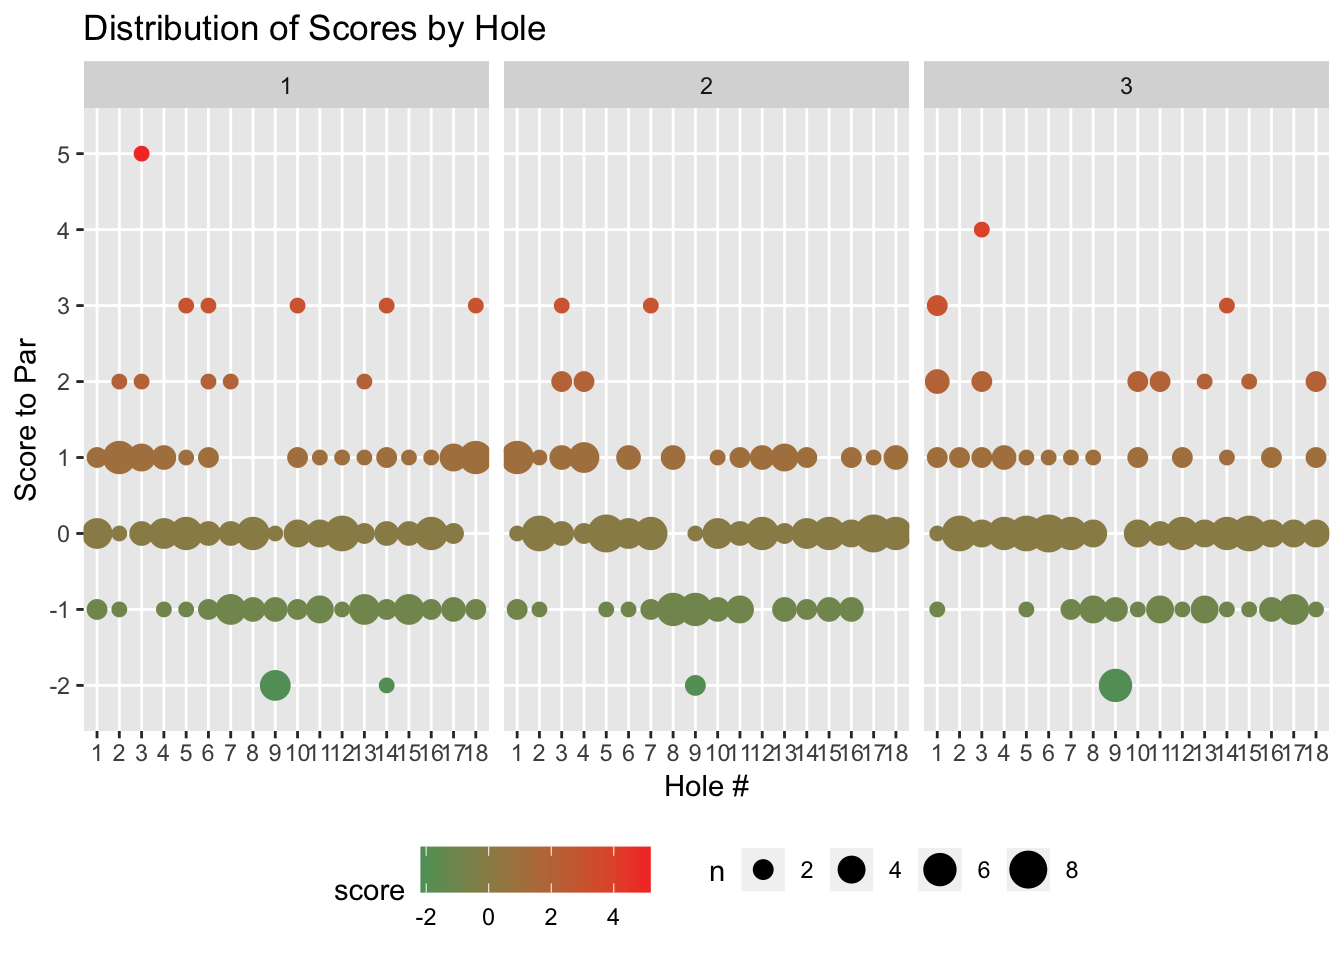 Distribution of Scores by Hole
1 2 3
5
4
3
2
1
0
-1
-2
Score to Par
1 2 3 4 5 6 7 8 9 10 11 12 13 14 15 16 17 18 1 2 3 4 5 6 7 8 9 10 11 12 13 14 15 16 17 18 1 2 3 4 5 6 7 8 9 10 11 12 13 14 15 16 17 18
Hole #
score
-2 0 2 4
n 2 4 6 8